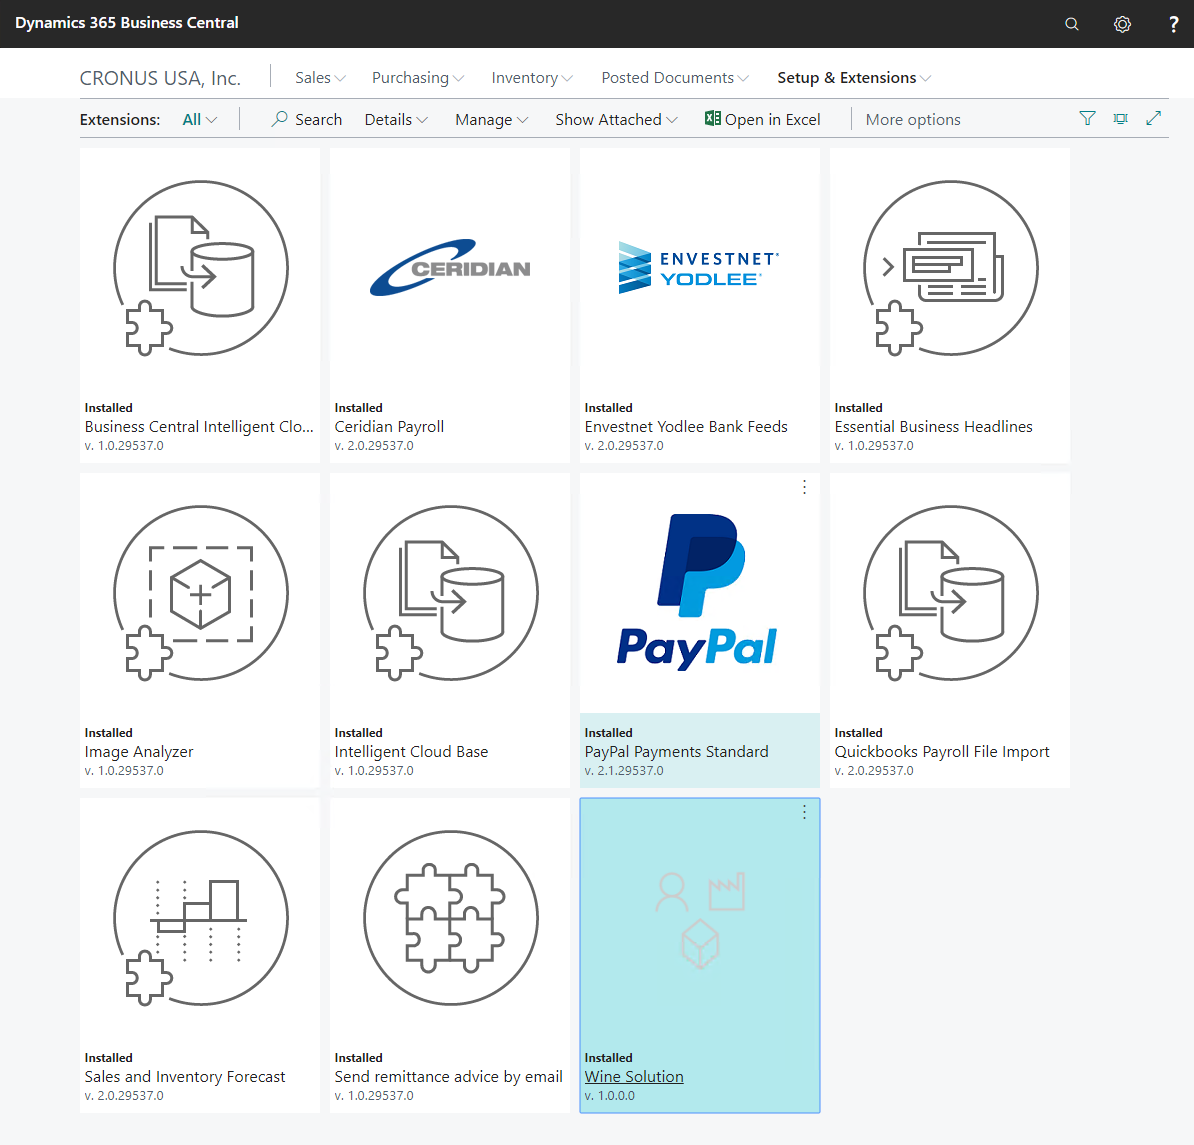 Dynamics 365 Business Central
?
CRONUS USA, Inc. Sales Purchasing Inventory Posted Documents Setup & Extensions
Extensions: All Search Details Manage Show Attached Open in Excel More options
CERIDIAN
ENVESTNET®
YODLEE®
Installed
Business Central Intelligent Clo...
v. 1.0.29537.0
Installed
Ceridian Payroll
v. 2.0.29537.0
Installed
Envestnet Yodlee Bank Feeds
v. 2.0.29537.0
Installed
Essential Business Headlines
v. 1.0.29537.0
PayPal
Installed
Image Analyzer
v. 1.0.29537.0
Installed
Intelligent Cloud Base
v. 1.0.29537.0
Installed
PayPal Payments Standard
v. 2.1.29537.0
Installed
Quickbooks Payroll File Import
v. 2.0.29537.0
Installed
Sales and Inventory Forecast
v. 2.0.29537.0
Installed
Send remittance advice by email
v. 1.0.29537.0
Installed
Wine Solution
v. 1.0.0.0